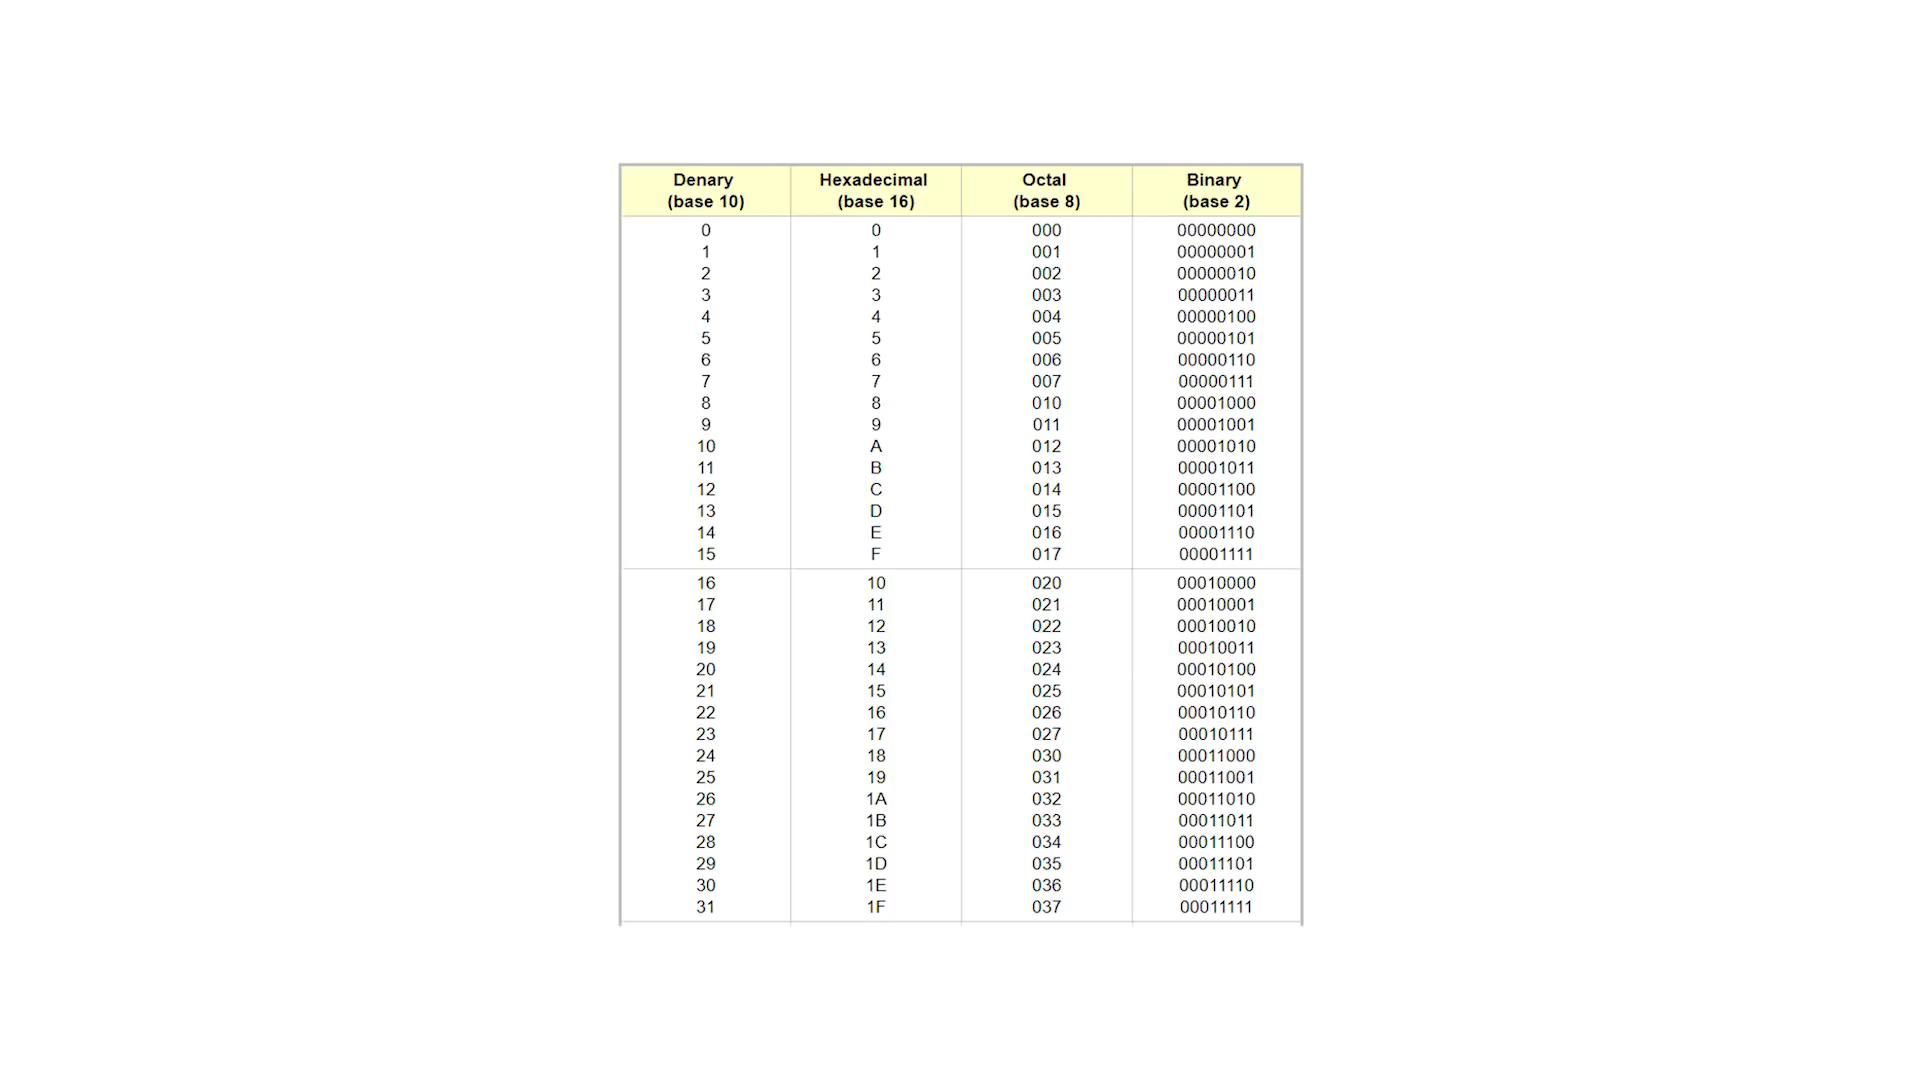 Denary Hexadecimal Octal Binary
(base 10) (base 16) (base 8) (base 2)
0 0 000 00000000
1 1 001 00000001
2 2 002 00000010
3 3 003 00000011
4 4 004 00000100
5 5 005 00000101
6 6 006 00000110
7 7 007 00000111
8 8 010 00001000
9 9 011 00001001
10 A 012 00001010
11 B 013 00001011
12 C 014 00001100
13 D 015 00001101
14 E 016 00001110
15 F 017 00001111
16 10 020 00010000
17 11 021 00010001
18 12 022 00010010
19 13 023 00010011
20 14 024 00010100
21 15 025 00010101
22 16 026 00010110
23 17 027 00010111
24 18 030 00011000
25 19 031 00011001
26 1A 032 00011010
27 1B 033 00011011
28 1C 034 00011100
29 1D 035 00011101
30 1E 036 00011110
31 1F 037 00011111